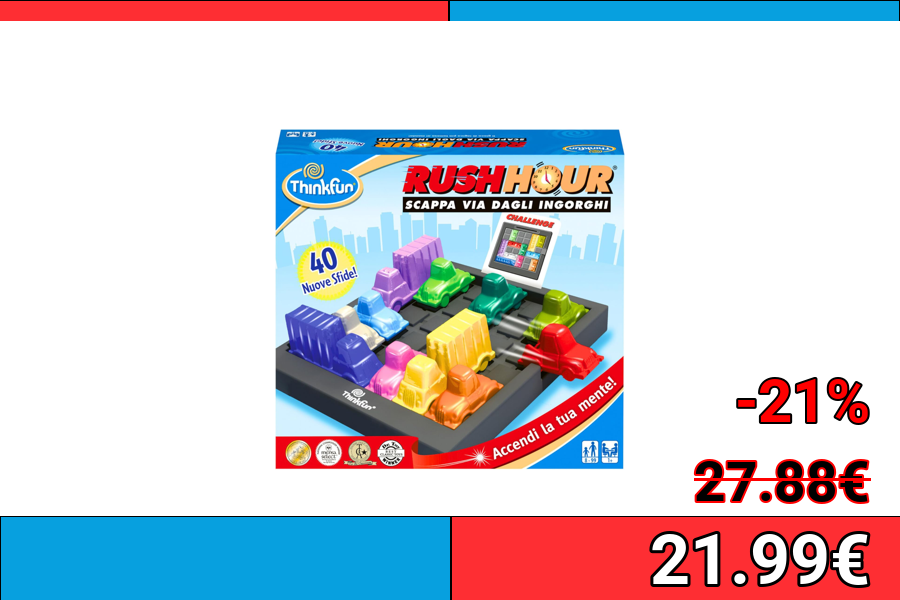 Thinkfun
RUSH HOUR®
SCAPPA VIA DAGLI INGORGHI
CHALLENGE
40
Nuove Sfide!
Thinkfun®
Accendi la tua mente!
-21%
27.88€
21.99€